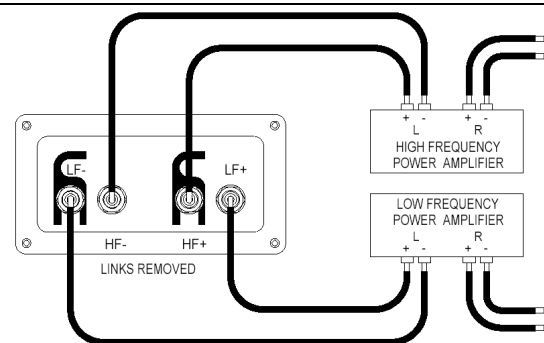 + - + -
L R
HIGH FREQUENCY
POWER AMPLIFIER
LF- LF+
HF- HF+
LINKS REMOVED
LOW FREQUENCY
POWER AMPLIFIER
L R
+ - + -